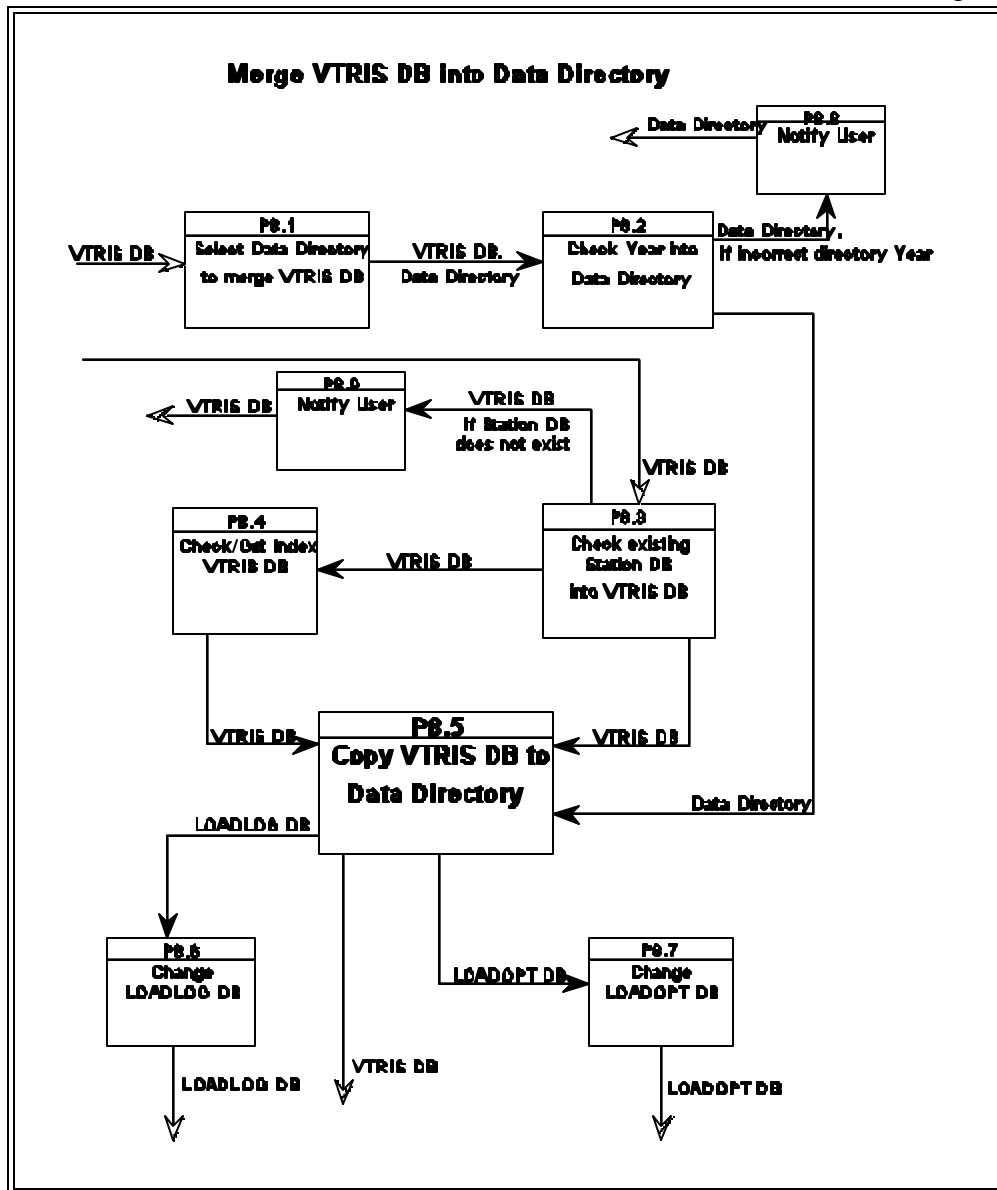 Merge VTRIS DB into Data Directory
P8.8
Notify User
Data Directory
P8.1
Select Data Directory
to merge VTRIS DB
VTRIS DB
VTRIS DB,
Data Directory
P8.2
Check Year into
Data Directory
Data Directory,
If incorrect directory Year
P8.9
Notify User
VTRIS DB
VTRIS DB
If Station DB
does not exist
VTRIS DB
P8.4
Check/Out Index
VTRIS DB
VTRIS DB
P8.3
Check existing
Station DB
into VTRIS DB
P8.5
Copy VTRIS DB to
Data Directory
VTRIS DB
VTRIS DB
Data Directory
LOADLOG DB
P8.6
Change
LOADLOG DB
LOADOPT DB
P8.7
Change
LOADOPT DB
VTRIS DB
LOADLOG DB
LOADOPT DB